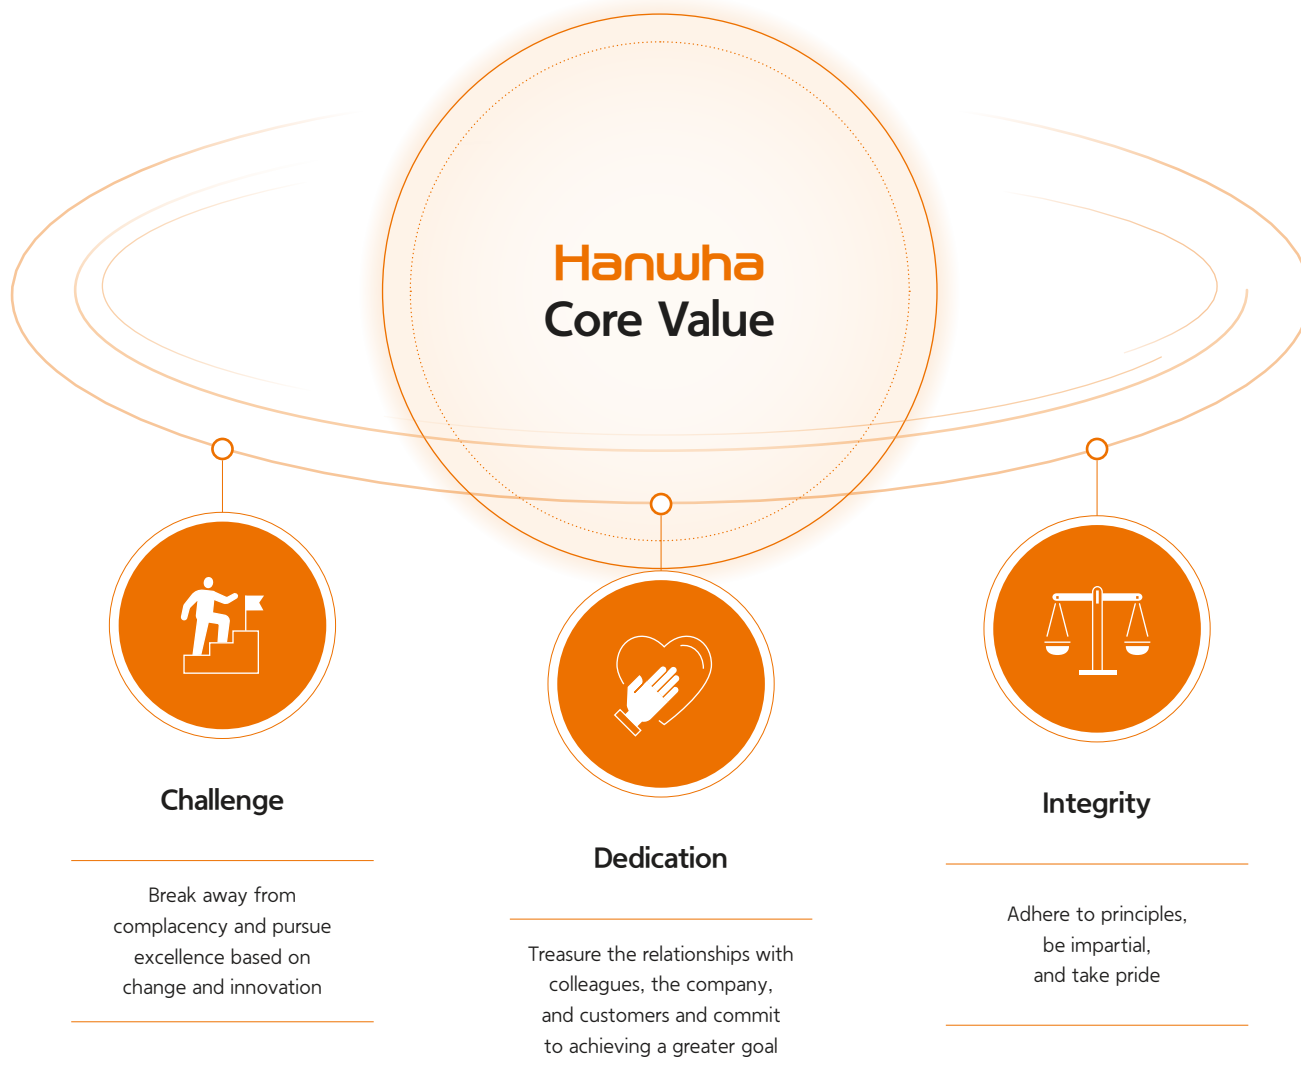 Hanwha
Core Value
Challenge
Break away from
complacency and pursue
excellence based on
change and innovation
Dedication
Treasure the relationships with
colleagues, the company,
and customers and commit
to achieving a greater goal
Integrity
Adhere to principles,
be impartial,
and take pride